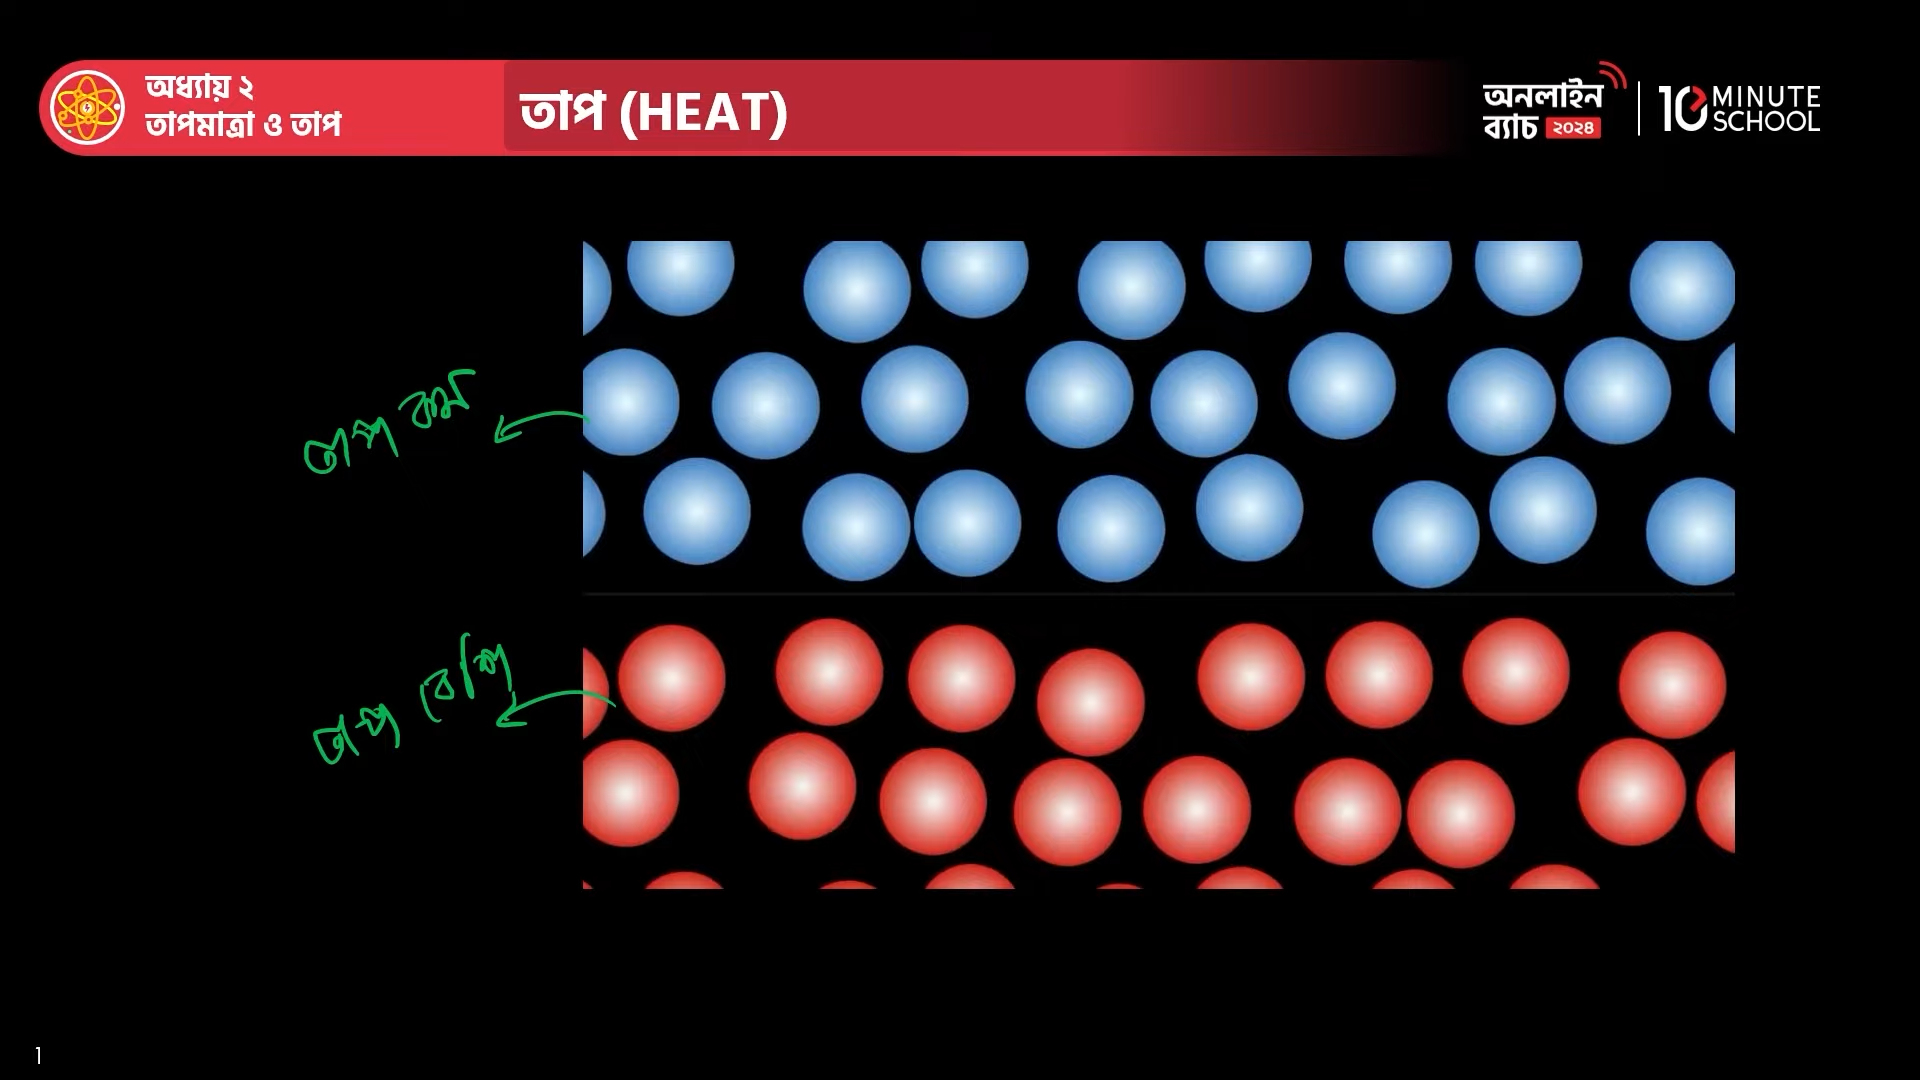 অধ্যায় ২
তাপমাত্রা ও তাপ
তাপ (HEAT)
অনলাইন
ব্যাচ ২০২৪
10 MINUTE
SCHOOL
তাপ কম
তাপ বেশি
1